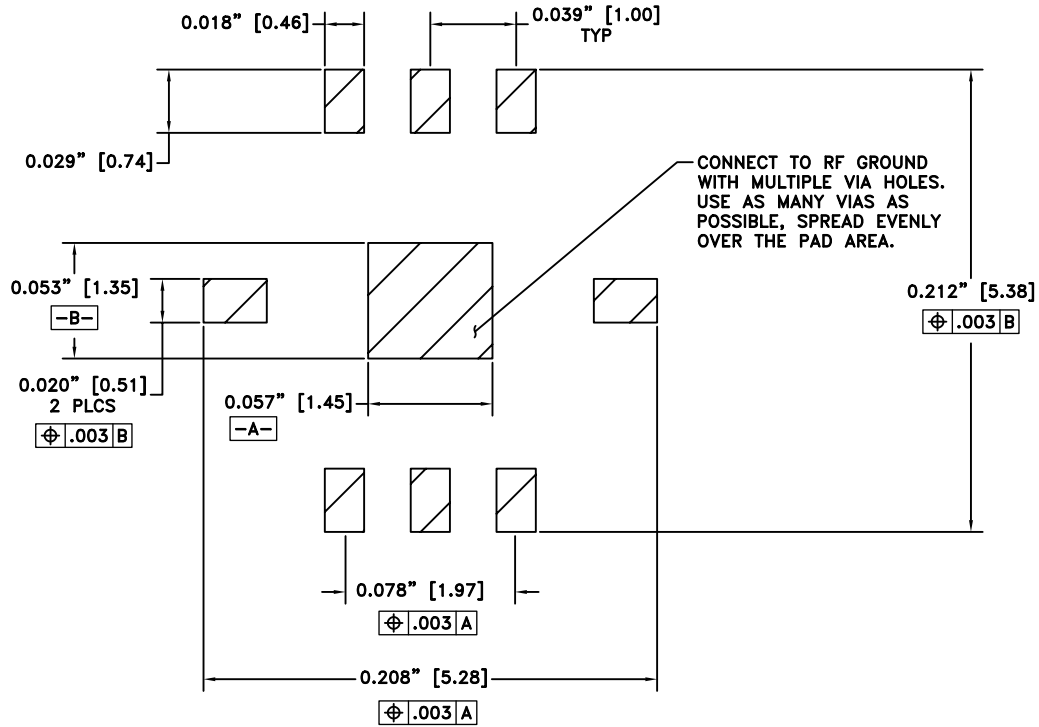 0.018” [0.46]
0.039” [1.00]
TYP
0.029” [0.74]
CONNECT TO RF GROUND
WITH MULTIPLE VIA HOLES.
USE AS MANY VIAS AS
POSSIBLE, SPREAD EVENLY
OVER THE PAD AREA.
0.053” [1.35]
-B-
0.212” [5.38]
⌖ .003 B
0.020” [0.51]
2 PLCS
⌖ .003 B
0.057” [1.45]
-A-
0.078” [1.97]
⌖ .003 A
0.208” [5.28]
⌖ .003 A